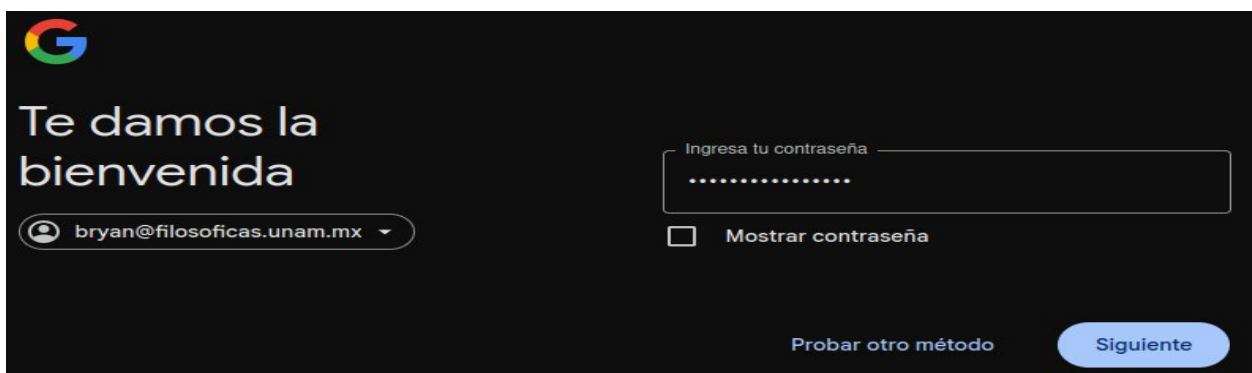 Te damos la
bienvenida
bryan@filosoficas.unam.mx
Ingresa tu contraseña
••••••••••••••••
Mostrar contraseña
Probar otro método
Siguiente